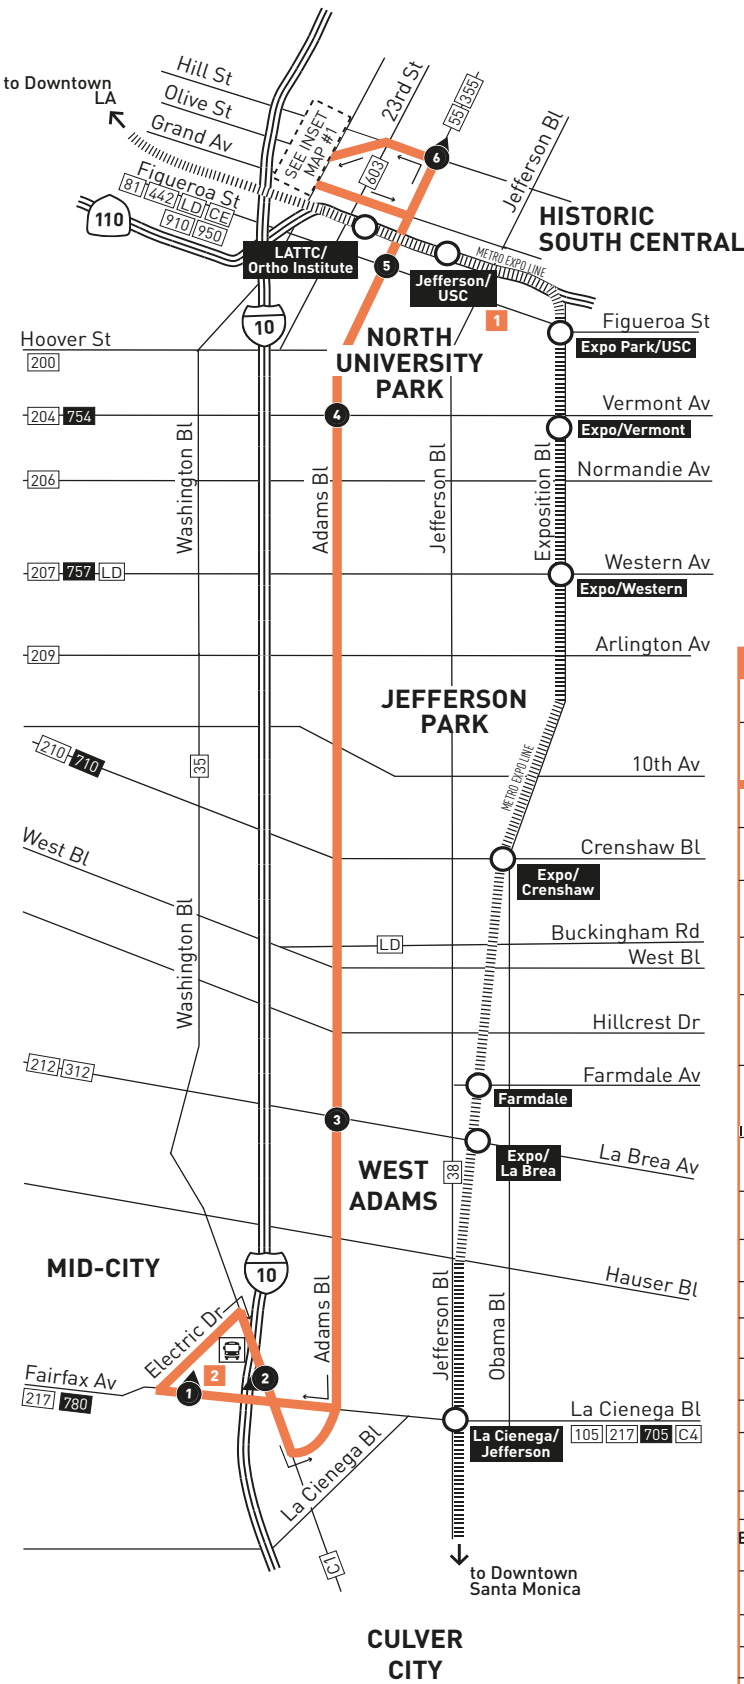 to Downtown
LA
Hill St
Olive St
Grand Av
Figueroa St
81 442 LD CE
910 950
110
SEE INSET
MAP #1
23rd St
603
55 355
6
Jefferson Bl
HISTORIC
SOUTH CENTRAL
METRO EXPO LINE
LATTC/
Ortho Institute
5
Jefferson/
USC
1
10
NORTH
UNIVERSITY
PARK
Figueroa St
Expo Park/USC
Hoover St
200
204 754
4
Vermont Av
Expo/Vermont
Washington Bl
Adams Bl
Jefferson Bl
Exposition Bl
206
Normandie Av
207 757 LD
Western Av
Expo/Western
209
Arlington Av
JEFFERSON
PARK
210 710
35
METRO EXPO LINE
10th Av
West Bl
Crenshaw Bl
Expo/
Crenshaw
Washington Bl
LD
Buckingham Rd
West Bl
Hillcrest Dr
212 312
Farmdale Av
Farmdale
3
Expo/
La Brea
La Brea Av
WEST
ADAMS
38
MID-CITY
10
Hauser Bl
Electric Dr
Adams Bl
Jefferson Bl
Obama Bl
Fairfax Av
217 780
1
2
2
La Cienega Bl
La Cienega Bl
105 217 705 C4
La Cienega/
Jefferson
C1
to Downtown
Santa Monica
CULVER
CITY